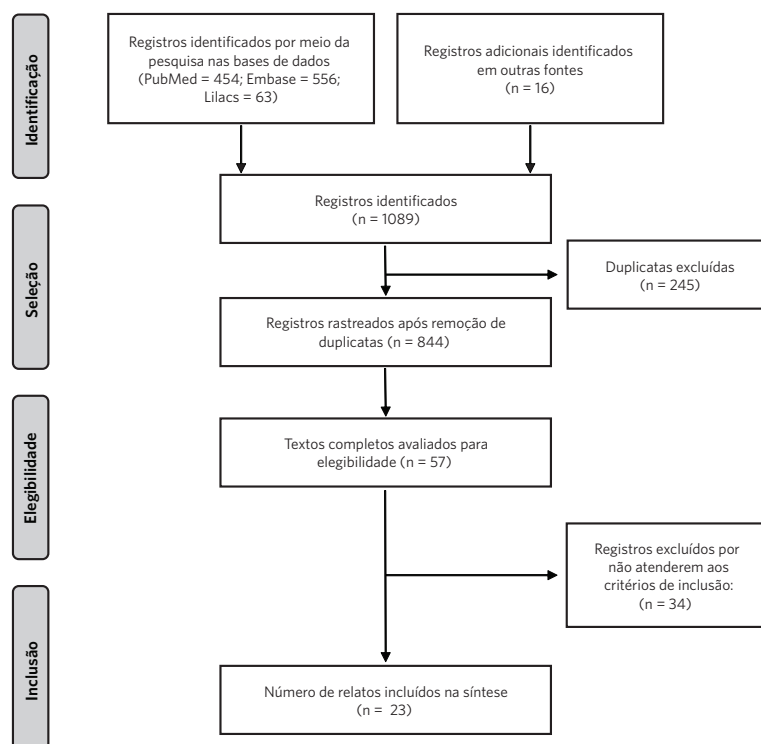 Identificação
Registros identificados por meio da
pesquisa nas bases de dados
(PubMed = 454; Embase = 556;
Lilacs = 63)
Registros adicionais identificados
em outras fontes
(n = 16)
Registros identificados
(n = 1089)
Seleção
Duplicatas excluídas
(n = 245)
Registros rastreados após remoção de
duplicatas (n = 844)
Elegibilidade
Textos completos avaliados para
elegibilidade (n = 57)
Registros excluídos por
não atenderem aos
critérios de inclusão:
(n = 34)
Inclusão
Número de relatos incluídos na síntese
(n = 23)